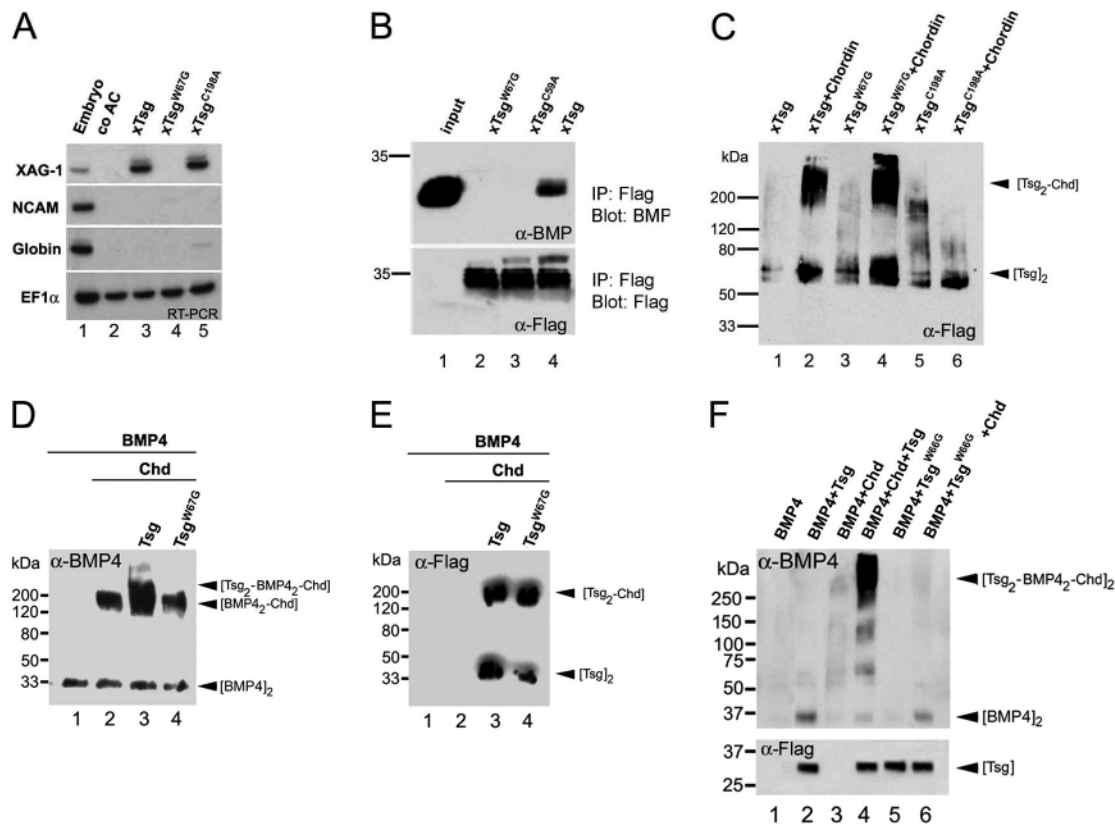 A
Embryo
co AC
xTsg
xTsgW67G
xTsgC198A
XAG-1
NCAM
Globin
EF1α
RT-PCR
1 2 3 4 5
B
input
xTsgW67G
xTsgC59A
xTsg
35
IP: Flag
Blot: BMP
α-BMP
35
IP: Flag
Blot: Flag
α-Flag
1 2 3 4
C
xTsg
xTsg+Chordin
xTsgW67G
xTsgW67G+Chordin
xTsgC198A
xTsgC198A+Chordin
kDa
200
120
80
50
33
[Tsg2-Chd]
[Tsg]2
α-Flag
1 2 3 4 5 6
D
BMP4
Chd
Tsg
TsgW67G
kDa
α-BMP4
200
120
80
50
33
[Tsg2-BMP42-Chd]
[BMP42-Chd]
[BMP4]2
1 2 3 4
E
BMP4
Chd
Tsg
TsgW67G
kDa
α-Flag
200
120
80
50
33
[Tsg2-Chd]
[Tsg]2
1 2 3 4
F
BMP4
BMP4+Tsg
BMP4+Chd
BMP4+Chd+Tsg
BMP4+TsgW66G
BMP4+TsgW66G+Chd
kDa
α-BMP4
250
150
100
75
50
37
[Tsg2-BMP42-Chd]2
[BMP4]2
37
α-Flag
25
[Tsg]
1 2 3 4 5 6